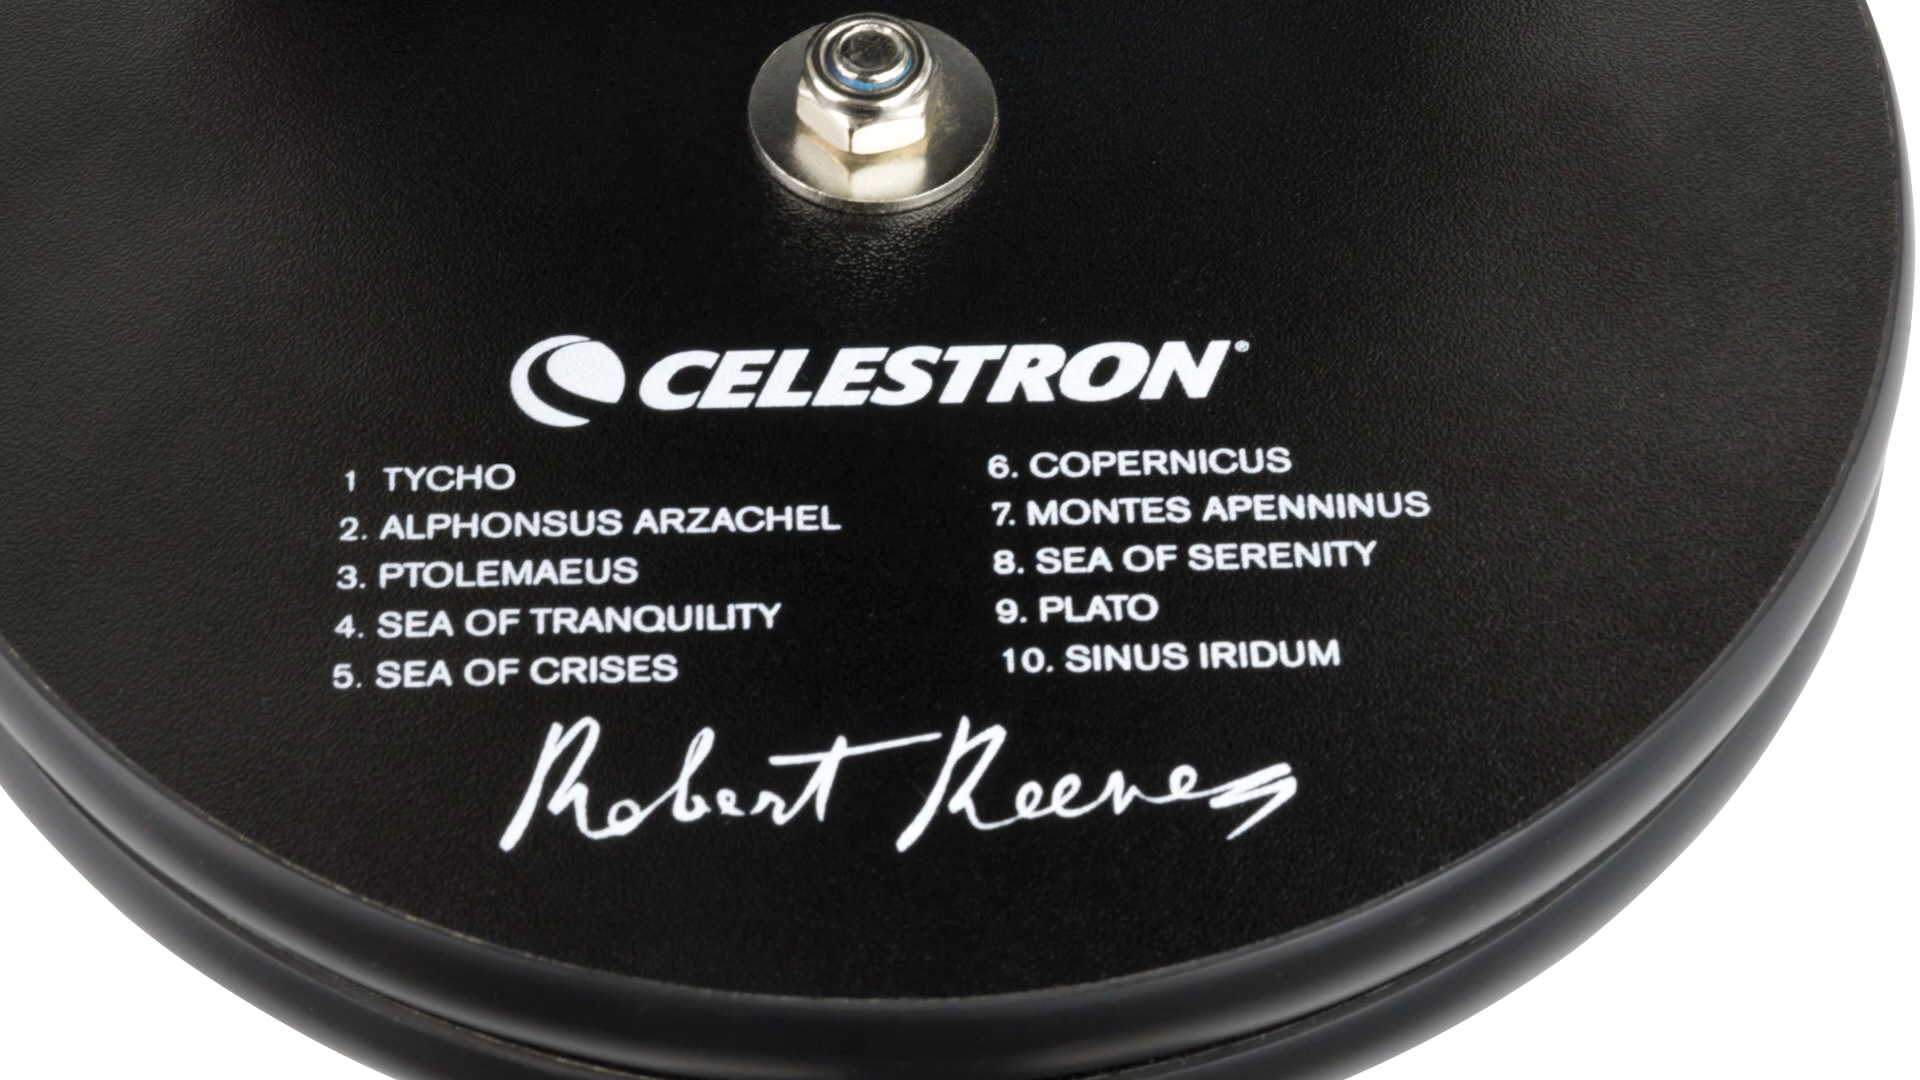 CELESTRON®
1 TYCHO
2. ALPHONSUS ARZACHEL
3. PTOLEMAEUS
4. SEA OF TRANQUILITY
5. SEA OF CRISES
6. COPERNICUS
7. MONTES APENNINUS
8. SEA OF SERENITY
9. PLATO
10. SINUS IRIDUM
Robert Reeves